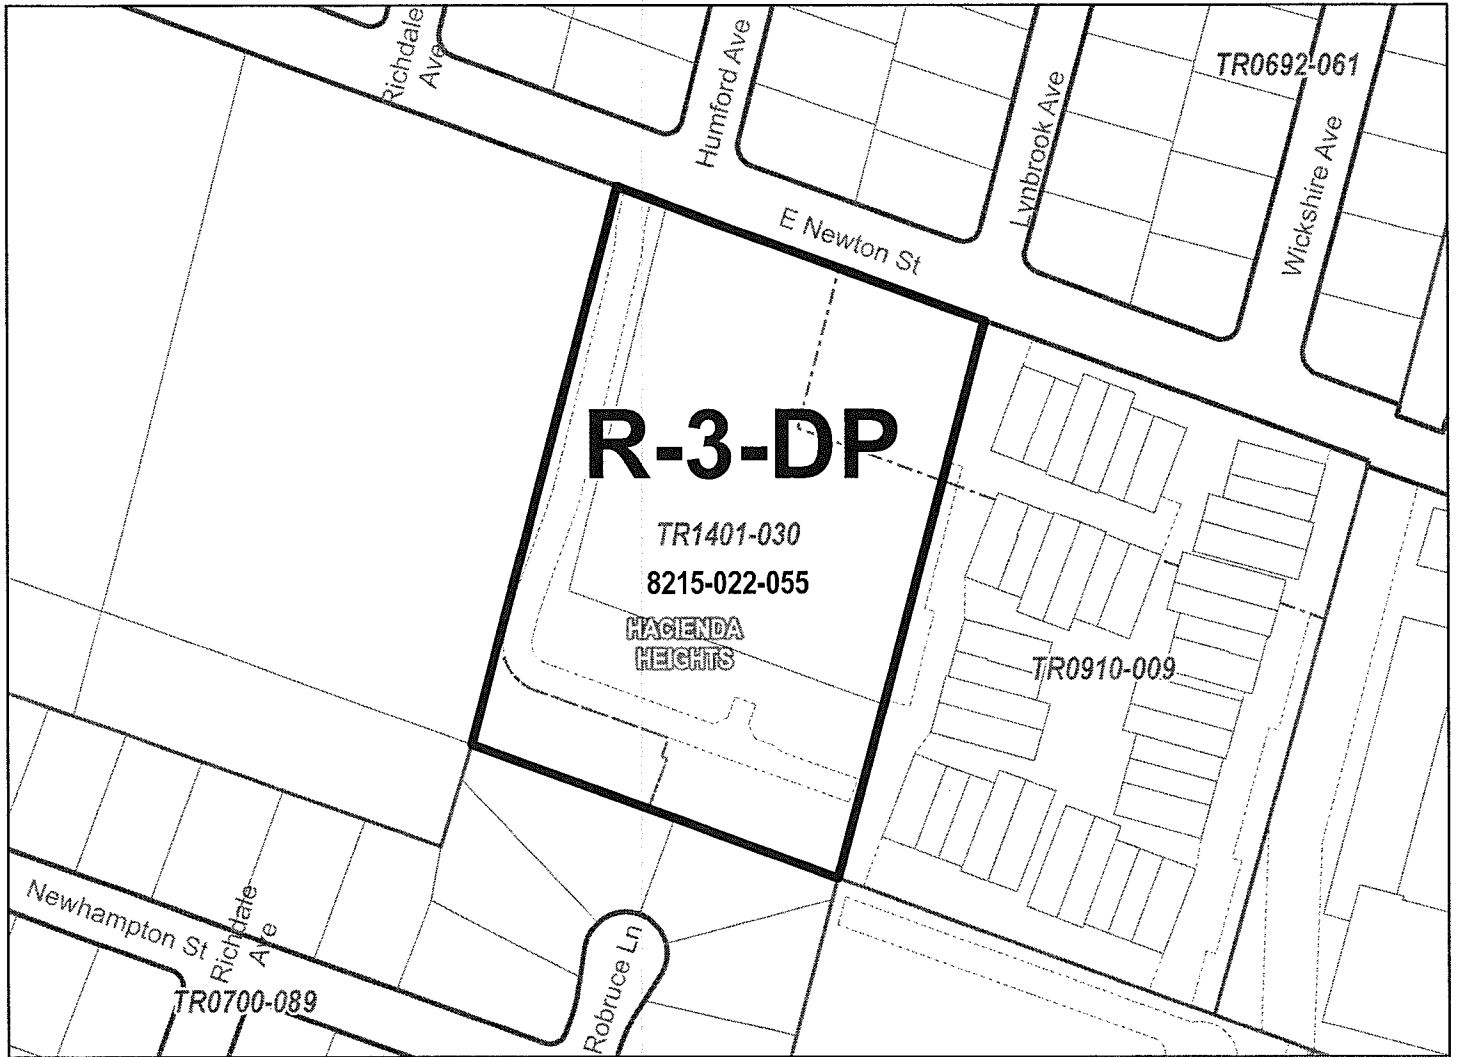 Richdale
Ave
Humford Ave
Lynbrook Ave
TR0692-061
Wickshire Ave
E Newton St
R-3-DP
TR1401-030
8215-022-055
HACIENDA
HEIGHTS
TR0910-009
Newhampton St
Richdale
Ave
TR0700-089
Robruce Ln